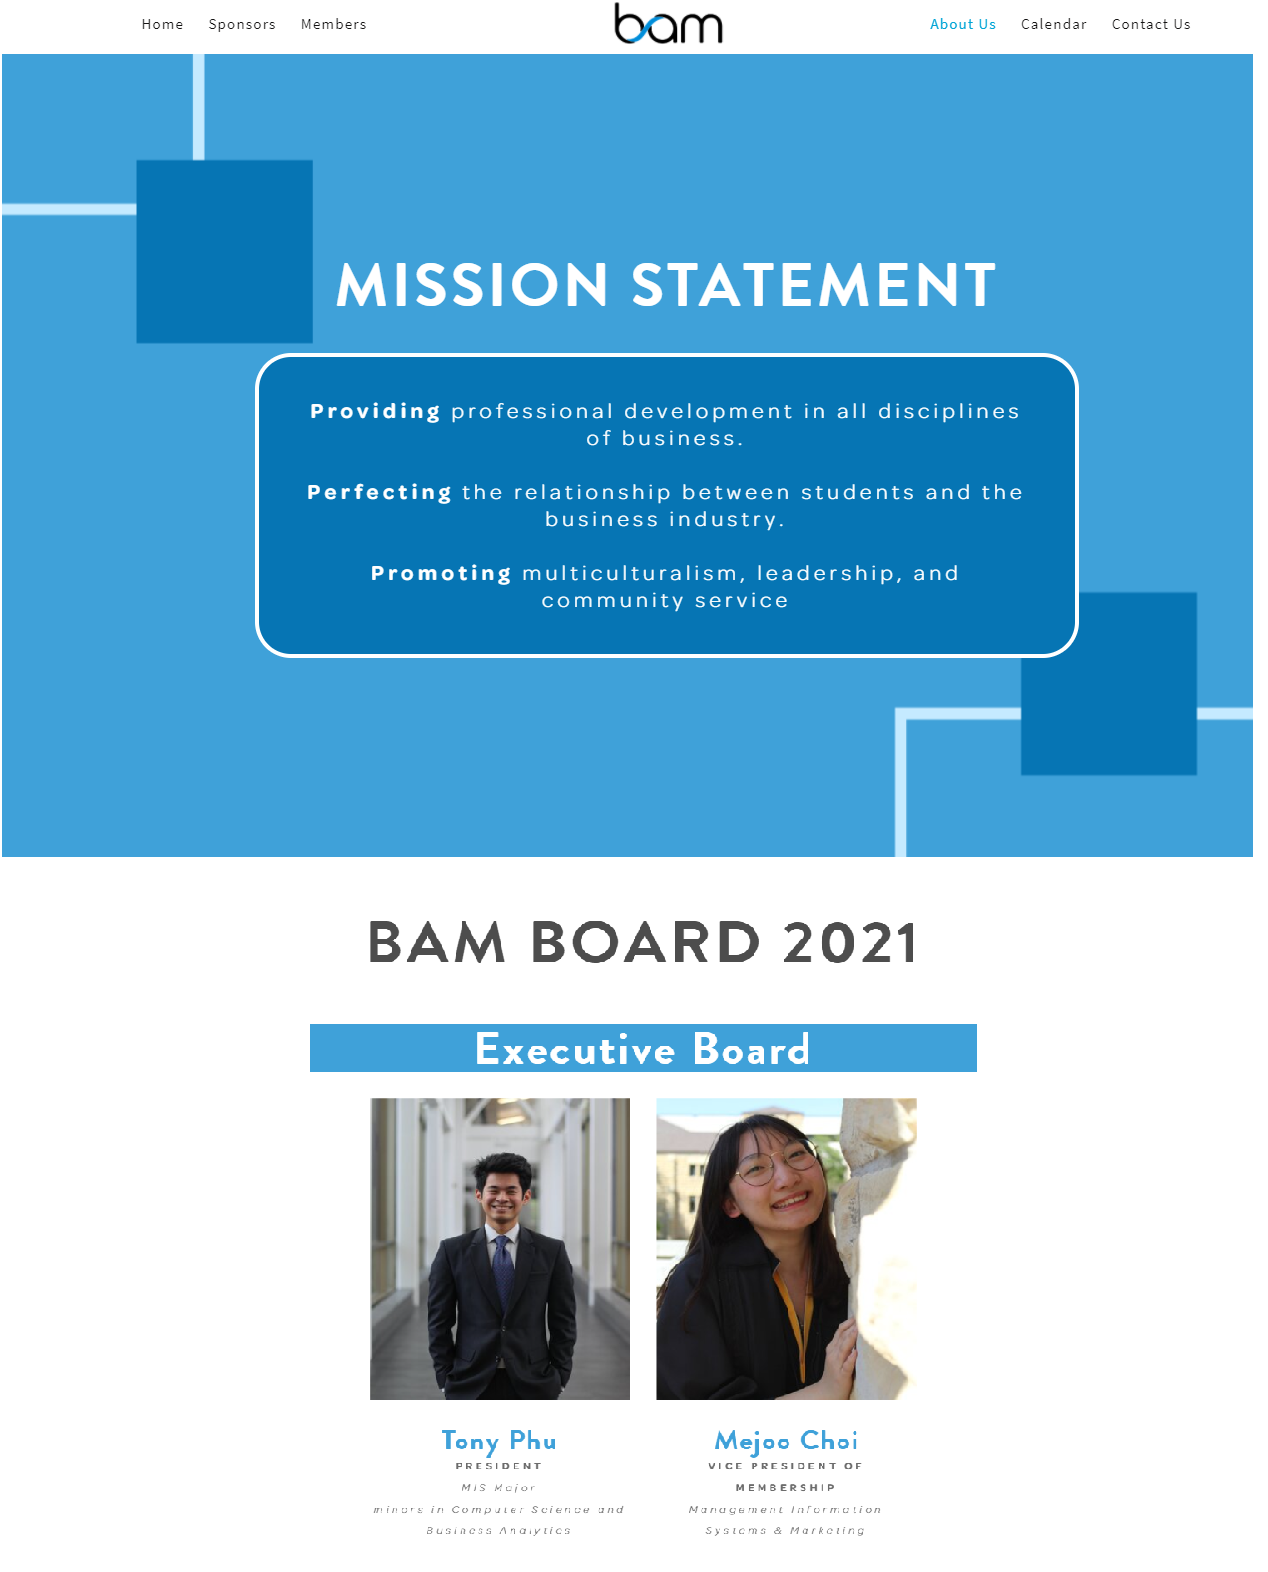 Home Sponsors Members bam About Us Calendar Contact Us
MISSION STATEMENT
Providing professional development in all disciplines
of business.
Perfecting the relationship between students and the
business industry.
Promoting multiculturalism, leadership, and
community service
BAM BOARD 2021
Executive Board
Tony Phu
PRESIDENT
MIS Major
minors in Computer Science and
Business Analytics
Mejoo Choi
VICE PRESIDENT OF
MEMBERSHIP
Management Information
Systems & Marketing